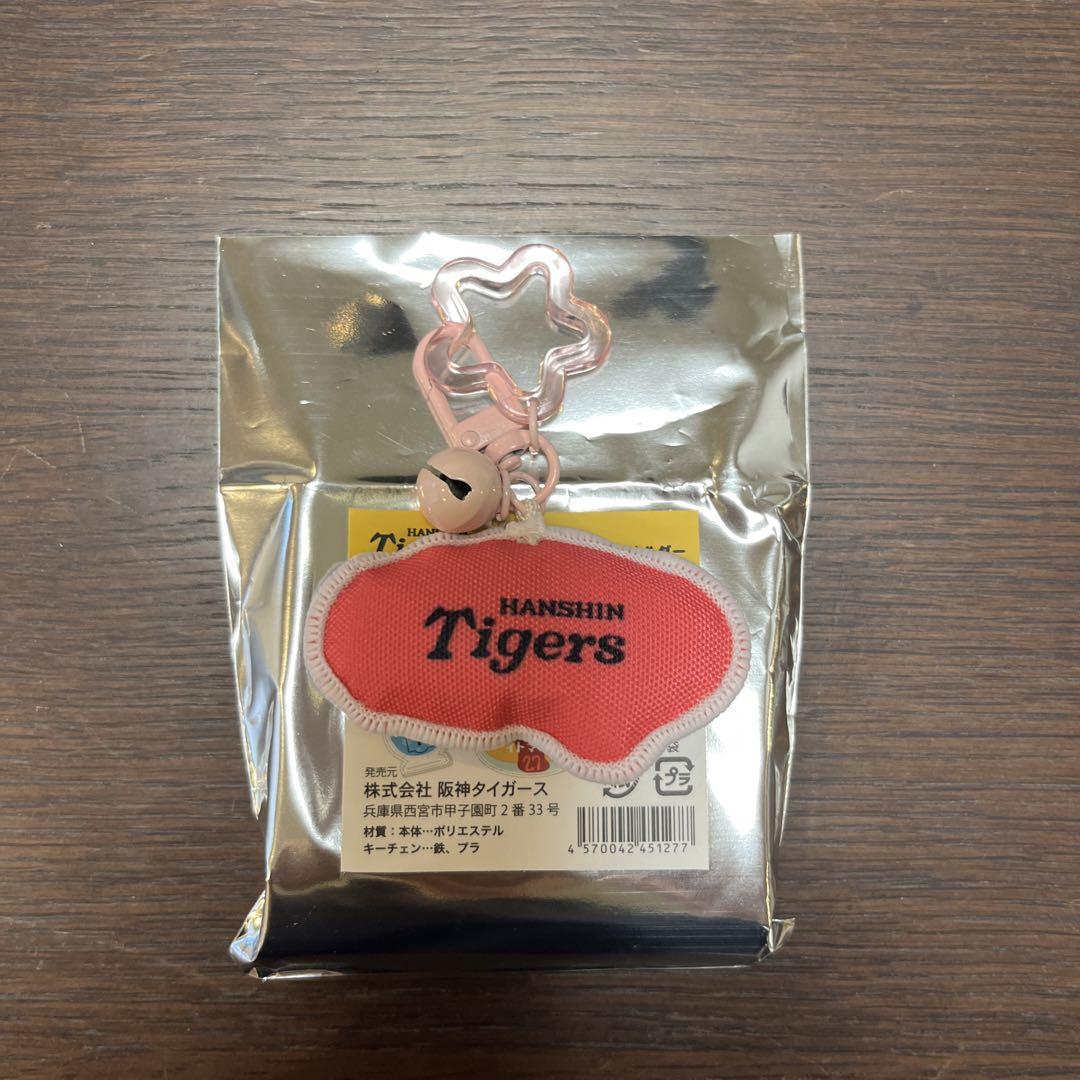 HANSHIN
Tigers
27
発売元
株式会社 阪神タイガース
兵庫県西宮市甲子園町2番33号
材質：本体…ポリエステル
キーチェン…鉄、プラ
袋
プラ
4 570042 451277